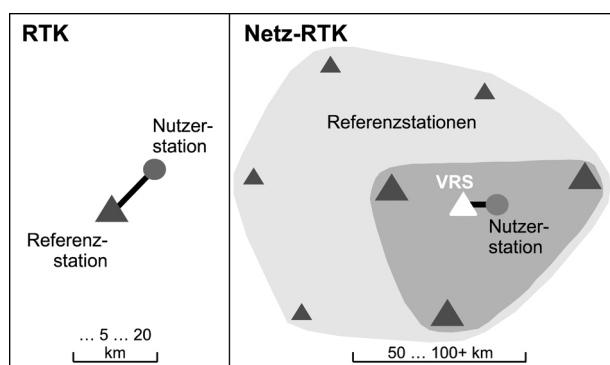 RTK
Nutzer-
station
Referenz-
station
... 5 ... 20
km
Netz-RTK
Referenzstationen
VRS
Nutzer-
station
50 ... 100+ km